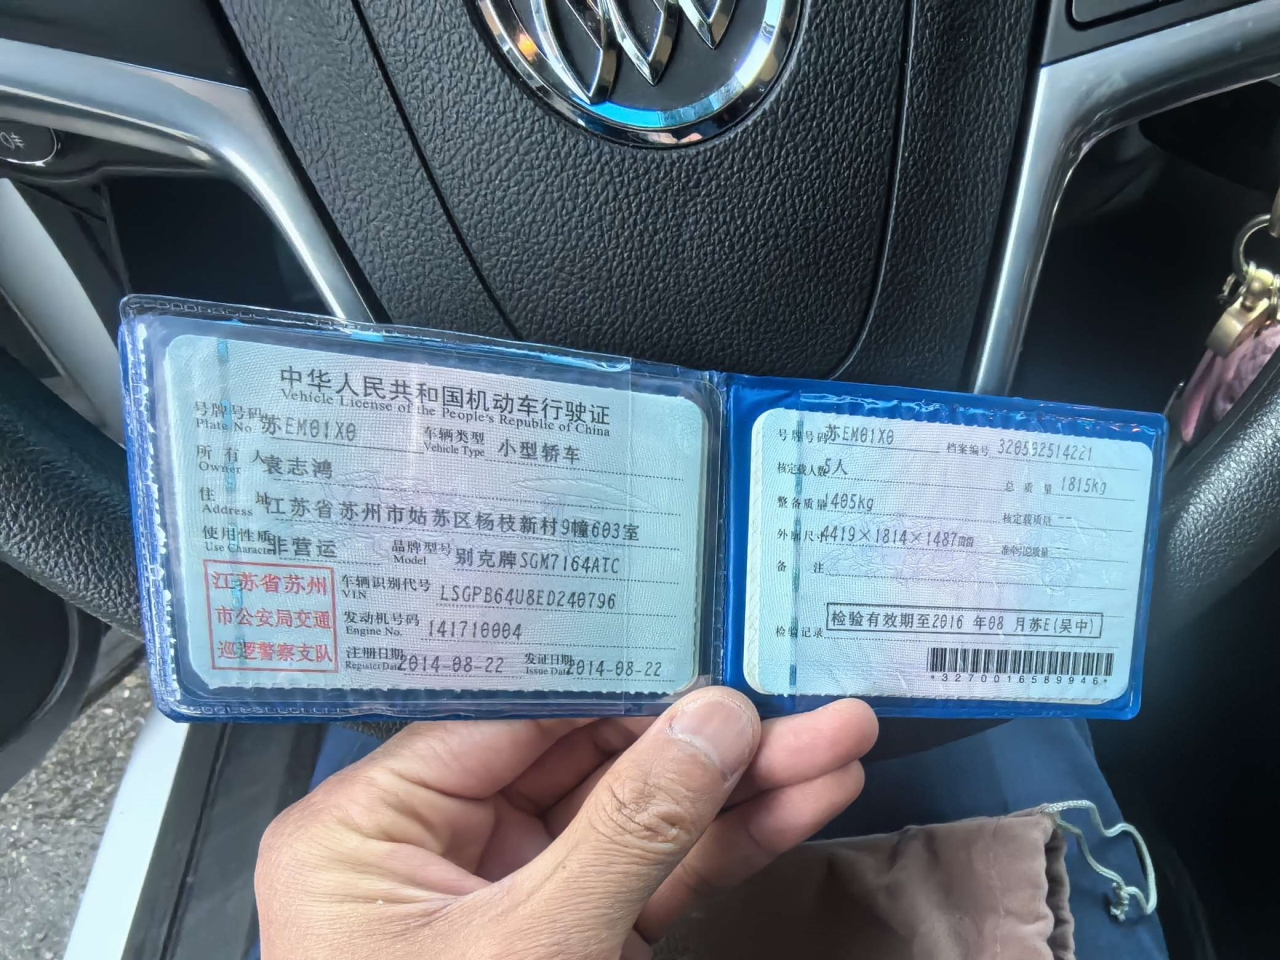 中华人民共和国机动车行驶证
Vehicle License of the People's Republic of China
号牌号码 苏EM01X0 车辆类型 小型轿车
Plate No. Vehicle Type
所有人 袁志鸿
Owner
住址 江苏省苏州市姑苏区杨枝新村9幢603室
Address
使用性质 非营运 品牌型号 别克牌SGM7164ATC
Use Character Model
江苏省苏州
市公安局交通
巡逻警察支队
车辆识别代号 LSGPB64U8ED240796
VIN
发动机号码 141710004
Engine No.
注册日期 2014-08-22 发证日期 2014-08-22
Register Date Issue Date
号牌号码 苏EM01X0 档案编号 320592514221
核定载人数 5人 总质量 1815kg
整备质量 1405kg 核定载质量 --
外廓尺寸 4419×1814×1487mm 准牵引总质量 --
备注
检验记录 检验有效期至2016年08月苏E(吴中)
*3270016589946*